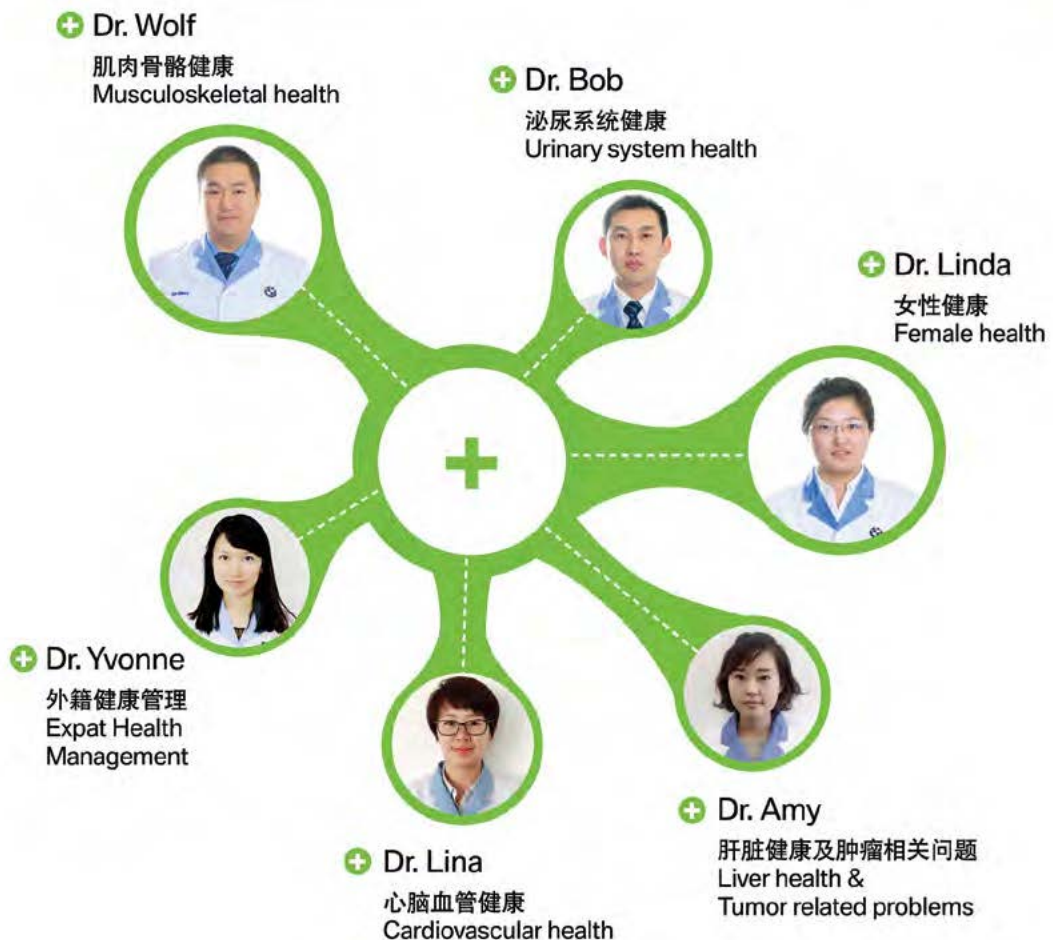 Dr. Wolf
肌肉骨骼健康
Musculoskeletal health
Dr. Bob
泌尿系统健康
Urinary system health
Dr. Linda
女性健康
Female health
Dr. Yvonne
外籍健康管理
Expat Health
Management
Dr. Lina
心脑血管健康
Cardiovascular health
Dr. Amy
肝脏健康及肿瘤相关问题
Liver health &
Tumor related problems